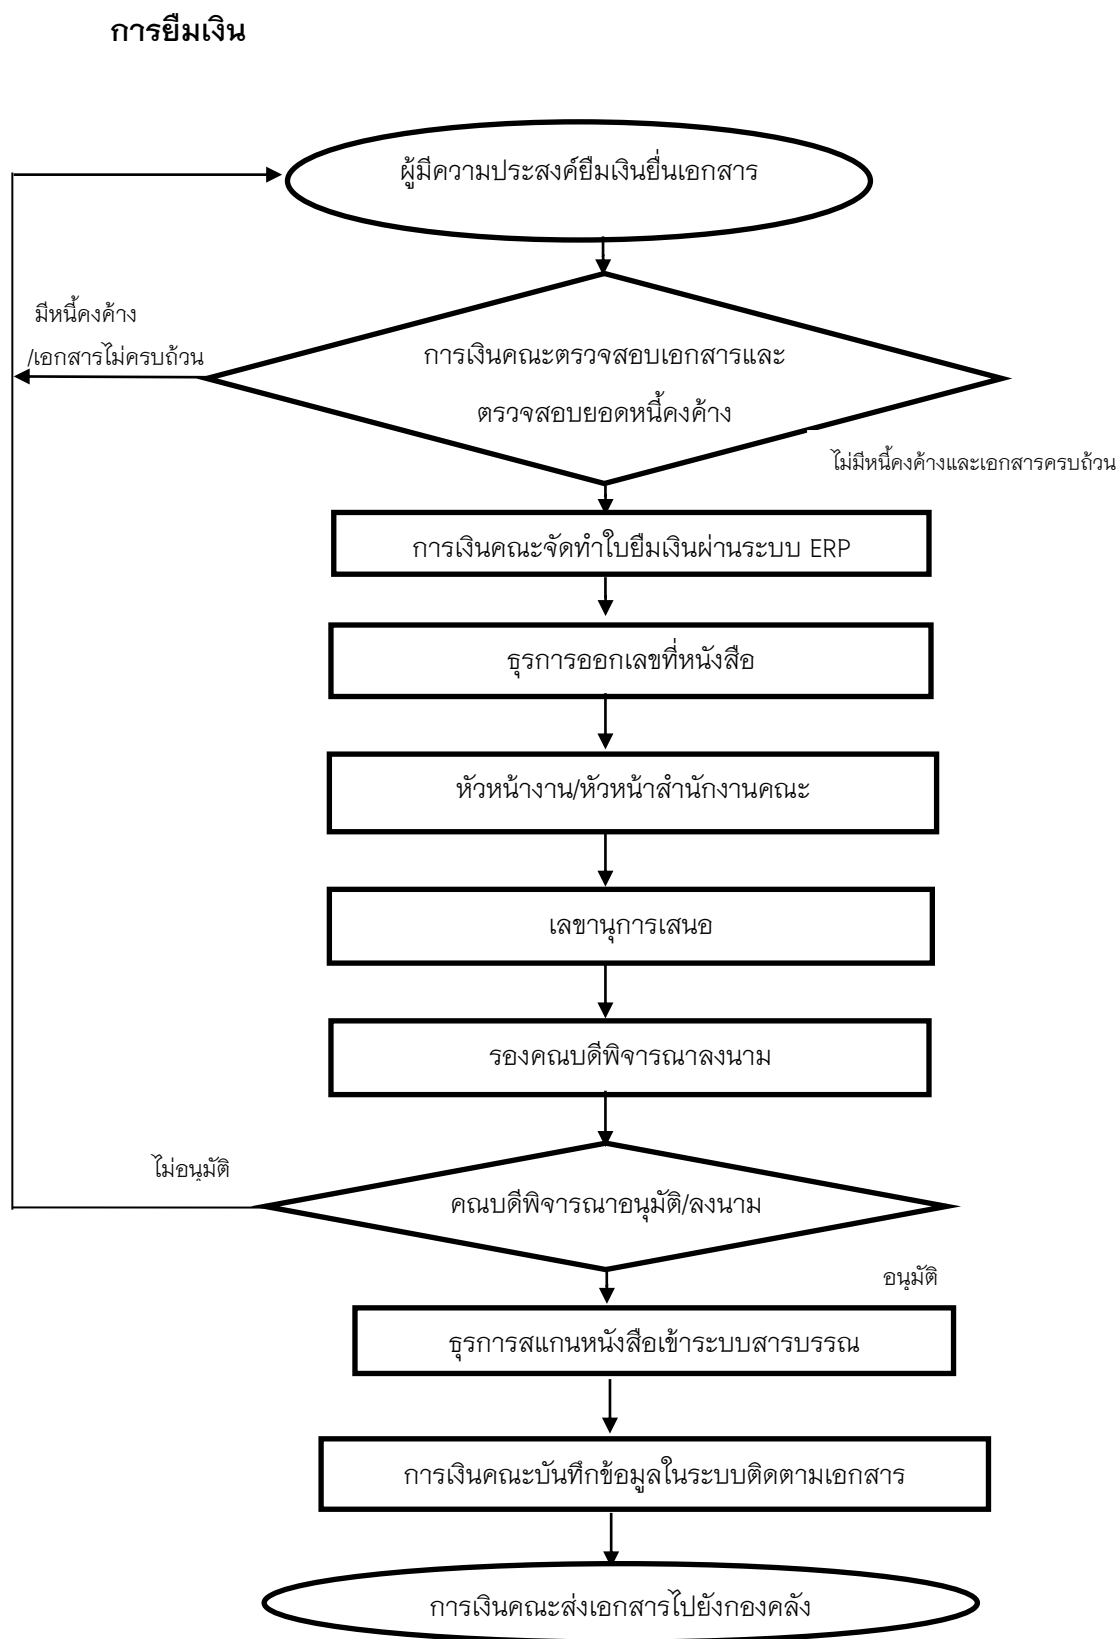 การยืมเงิน
ผู้มีความประสงค์ยืมเงินยื่นเอกสาร
มีหนี้คงค้าง
/เอกสารไม่ครบถ้วน
การเงินคณะตรวจสอบเอกสารและ
ตรวจสอบยอดหนี้คงค้าง
ไม่มีหนี้คงค้างและเอกสารครบถ้วน
การเงินคณะจัดทำใบยืมเงินผ่านระบบ ERP
ธุรการออกเลขที่หนังสือ
หัวหน้างาน/หัวหน้าสำนักงานคณะ
เลขานุการเสนอ
รองคณบดีพิจารณาลงนาม
ไม่อนุมัติ
คณบดีพิจารณาอนุมัติ/ลงนาม
อนุมัติ
ธุรการสแกนหนังสือเข้าระบบสารบรรณ
การเงินคณะบันทึกข้อมูลในระบบติดตามเอกสาร
การเงินคณะส่งเอกสารไปยังกองคลัง